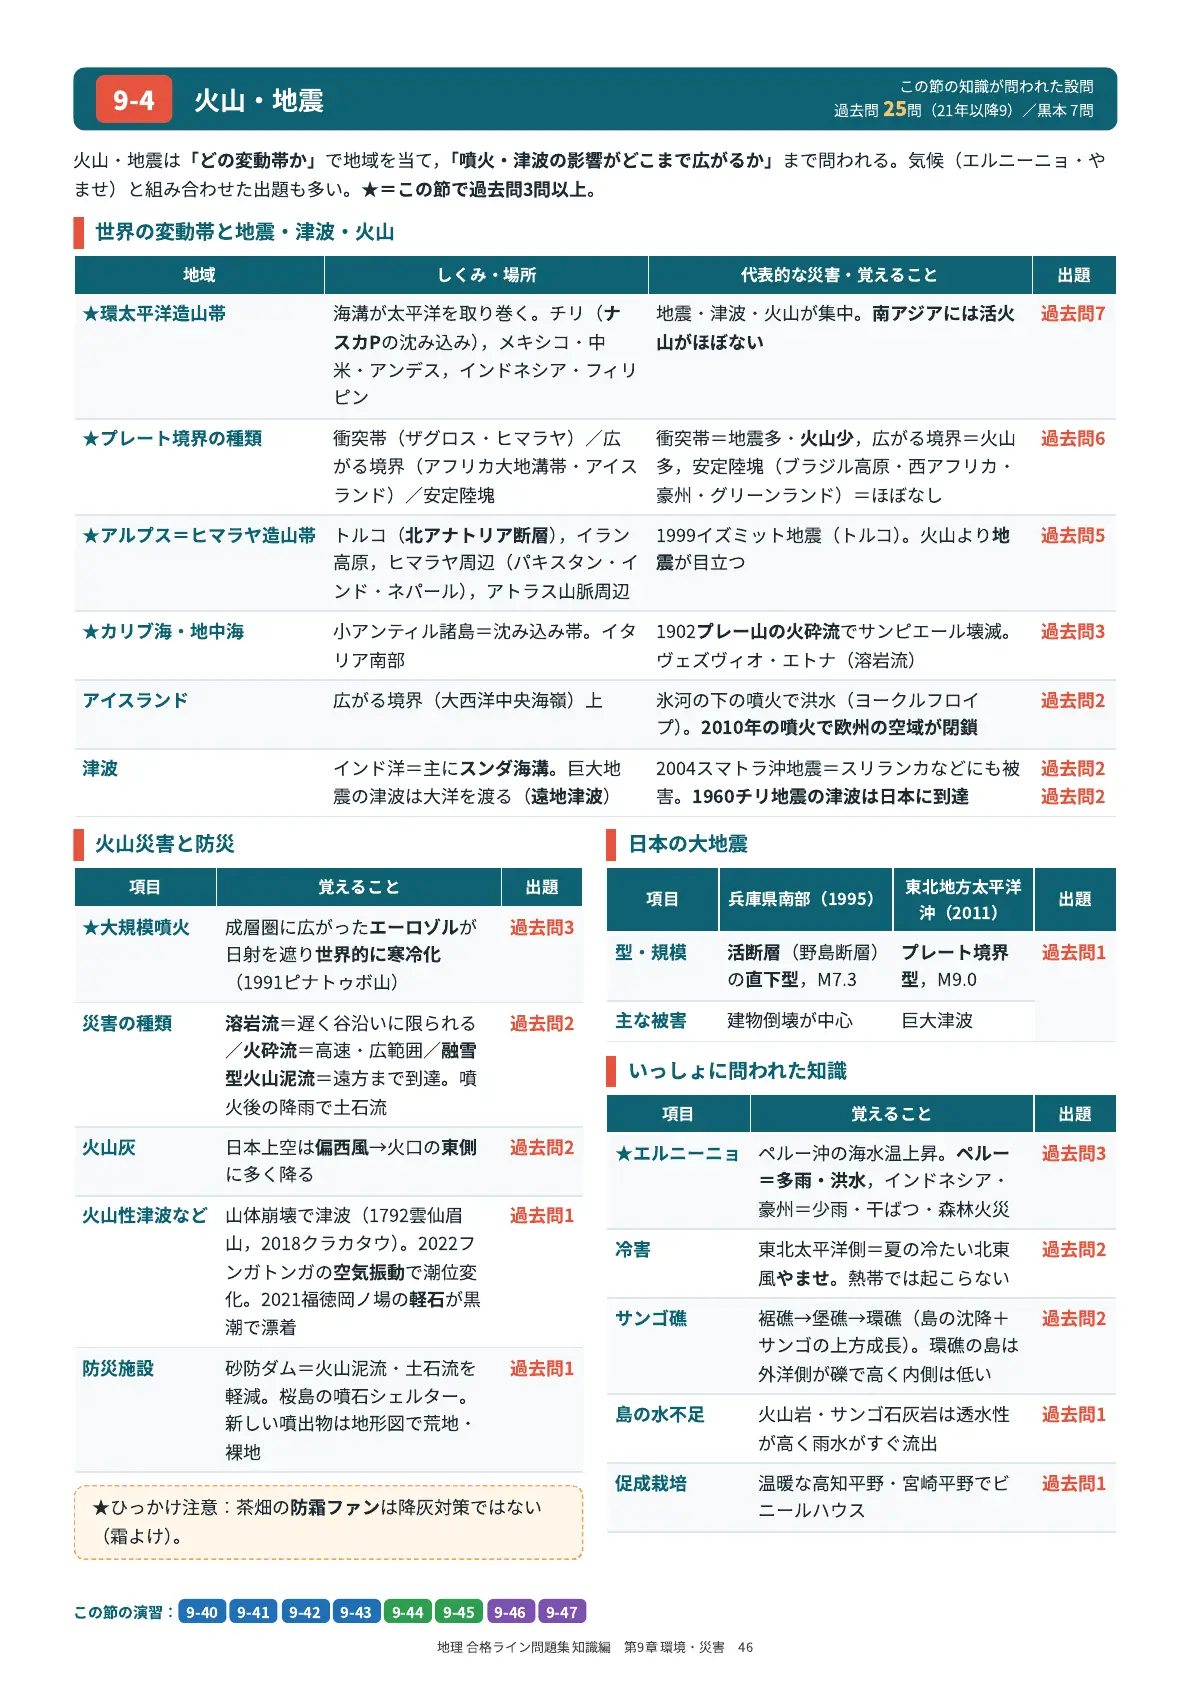 9-4 火山・地震
この節の知識が問われた設問
過去問 25問（21年以降9）／黒本 7問
火山・地震は「どの変動帯か」で地域を当て，「噴火・津波の影響がどこまで広がるか」まで問われる。気候（エルニーニョ・や
ませ）と組み合わせた出題も多い。★＝この節で過去問3問以上。
世界の変動帯と地震・津波・火山
地域 しくみ・場所 代表的な災害・覚えること 出題
★環太平洋造山帯 海溝が太平洋を取り巻く。チリ（ナ 地震・津波・火山が集中。南アジアには活火 過去問7
スカPの沈み込み），メキシコ・中 山がほぼない
米・アンデス，インドネシア・フィリ
ピン
★プレート境界の種類 衝突帯（ザグロス・ヒマラヤ）／広 衝突帯＝地震多・火山少，広がる境界＝火山 過去問6
がる境界（アフリカ大地溝帯・アイス 多，安定陸塊（ブラジル高原・西アフリカ・
ランド）／安定陸塊 豪州・グリーンランド）＝ほぼなし
★アルプス＝ヒマラヤ造山帯 トルコ（北アナトリア断層），イラン 1999イズミット地震（トルコ）。火山より地 過去問5
高原，ヒマラヤ周辺（パキスタン・イ 震が目立つ
ンド・ネパール），アトラス山脈周辺
★カリブ海・地中海 小アンティル諸島＝沈み込み帯。イタ 1902プレー山の火砕流でサンピエール壊滅。 過去問3
リア南部 ヴェズヴィオ・エトナ（溶岩流）
アイスランド 広がる境界（大西洋中央海嶺）上 氷河の下の噴火で洪水（ヨークルフロイ 過去問2
プ）。2010年の噴火で欧州の空域が閉鎖
津波 インド洋＝主にスンダ海溝。巨大地 2004スマトラ沖地震＝スリランカなどにも被 過去問2
震の津波は大洋を渡る（遠地津波） 害。1960チリ地震の津波は日本に到達 過去問2
火山災害と防災
項目 覚えること 出題
★大規模噴火 成層圏に広がったエーロゾルが 過去問3
日射を遮り世界的に寒冷化
（1991ピナトゥボ山）
災害の種類 溶岩流＝遅く谷沿いに限られる 過去問2
／火砕流＝高速・広範囲／融雪
型火山泥流＝遠方まで到達。噴
火後の降雨で土石流
火山灰 日本上空は偏西風→火口の東側 過去問2
に多く降る
火山性津波など 山体崩壊で津波（1792雲仙眉 過去問1
山，2018クラカタウ）。2022フ
ンガトンガの空気振動で潮位変
化。2021福徳岡ノ場の軽石が黒
潮で漂着
防災施設 砂防ダム＝火山泥流・土石流を 過去問1
軽減。桜島の噴石シェルター。
新しい噴出物は地形図で荒地・
裸地
★ひっかけ注意：茶畑の防霜ファンは降灰対策ではない
（霜よけ）。
日本の大地震
項目 兵庫県南部（1995） 東北地方太平洋 出題
沖（2011）
型・規模 活断層（野島断層） プレート境界 過去問1
の直下型，M7.3 型，M9.0
主な被害 建物倒壊が中心 巨大津波
いっしょに問われた知識
項目 覚えること 出題
★エルニーニョ ペルー沖の海水温上昇。ペルー 過去問3
＝多雨・洪水，インドネシア・
豪州＝少雨・干ばつ・森林火災
冷害 東北太平洋側＝夏の冷たい北東 過去問2
風やませ。熱帯では起こらない
サンゴ礁 裾礁→堡礁→環礁（島の沈降＋ 過去問2
サンゴの上方成長）。環礁の島は
外洋側が礫で高く内側は低い
島の水不足 火山岩・サンゴ石灰岩は透水性 過去問1
が高く雨水がすぐ流出
促成栽培 温暖な高知平野・宮崎平野でビ 過去問1
ニールハウス
この節の演習： 9-40 9-41 9-42 9-43 9-44 9-45 9-46 9-47
地理 合格ライン問題集 知識編 第9章 環境・災害 46